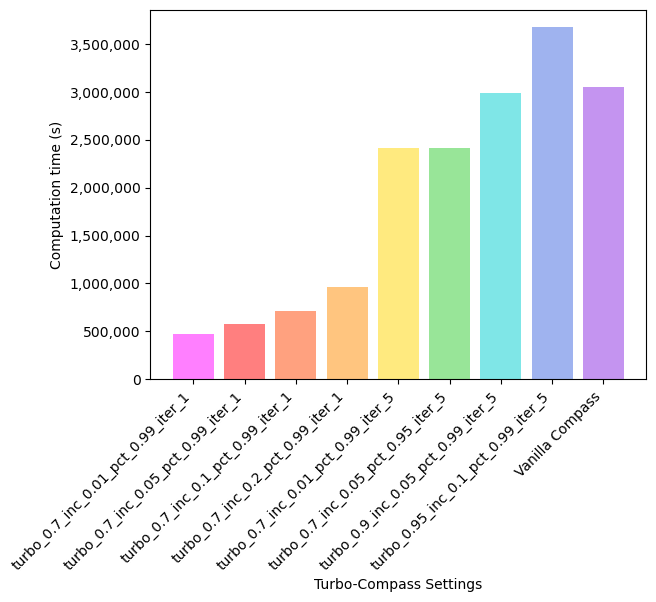 3,500,000
3,000,000
2,500,000
2,000,000
1,500,000
1,000,000
500,000
0
Computation time (s)
turbo_0.7_inc_0.01_pct_0.99_iter_1
turbo_0.7_inc_0.05_pct_0.99_iter_1
turbo_0.7_inc_0.1_pct_0.99_iter_1
turbo_0.7_inc_0.2_pct_0.99_iter_1
turbo_0.7_inc_0.01_pct_0.99_iter_5
turbo_0.7_inc_0.05_pct_0.95_iter_5
turbo_0.9_inc_0.05_pct_0.99_iter_5
turbo_0.95_inc_0.1_pct_0.99_iter_5
Vanilla Compass
Turbo-Compass Settings